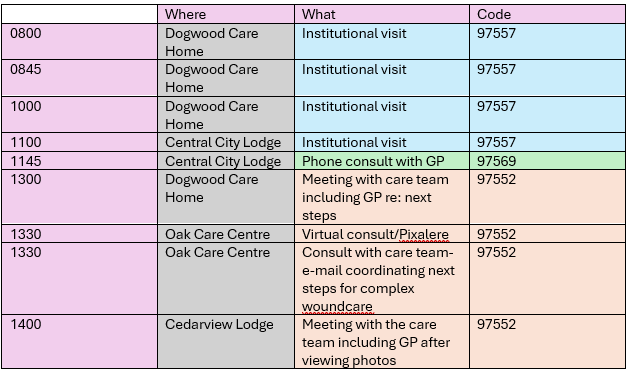 Where What Code
0800 Dogwood Care Home Institutional visit 97557
0845 Dogwood Care Home Institutional visit 97557
1000 Dogwood Care Home Institutional visit 97557
1100 Central City Lodge Institutional visit 97557
1145 Central City Lodge Phone consult with GP 97569
1300 Dogwood Care Home Meeting with care team including GP re: next steps 97552
1330 Oak Care Centre Virtual consult/Pixalere 97552
1330 Oak Care Centre Consult with care team- e-mail coordinating next steps for complex woundcare 97552
1400 Cedarview Lodge Meeting with the care team including GP after viewing photos 97552